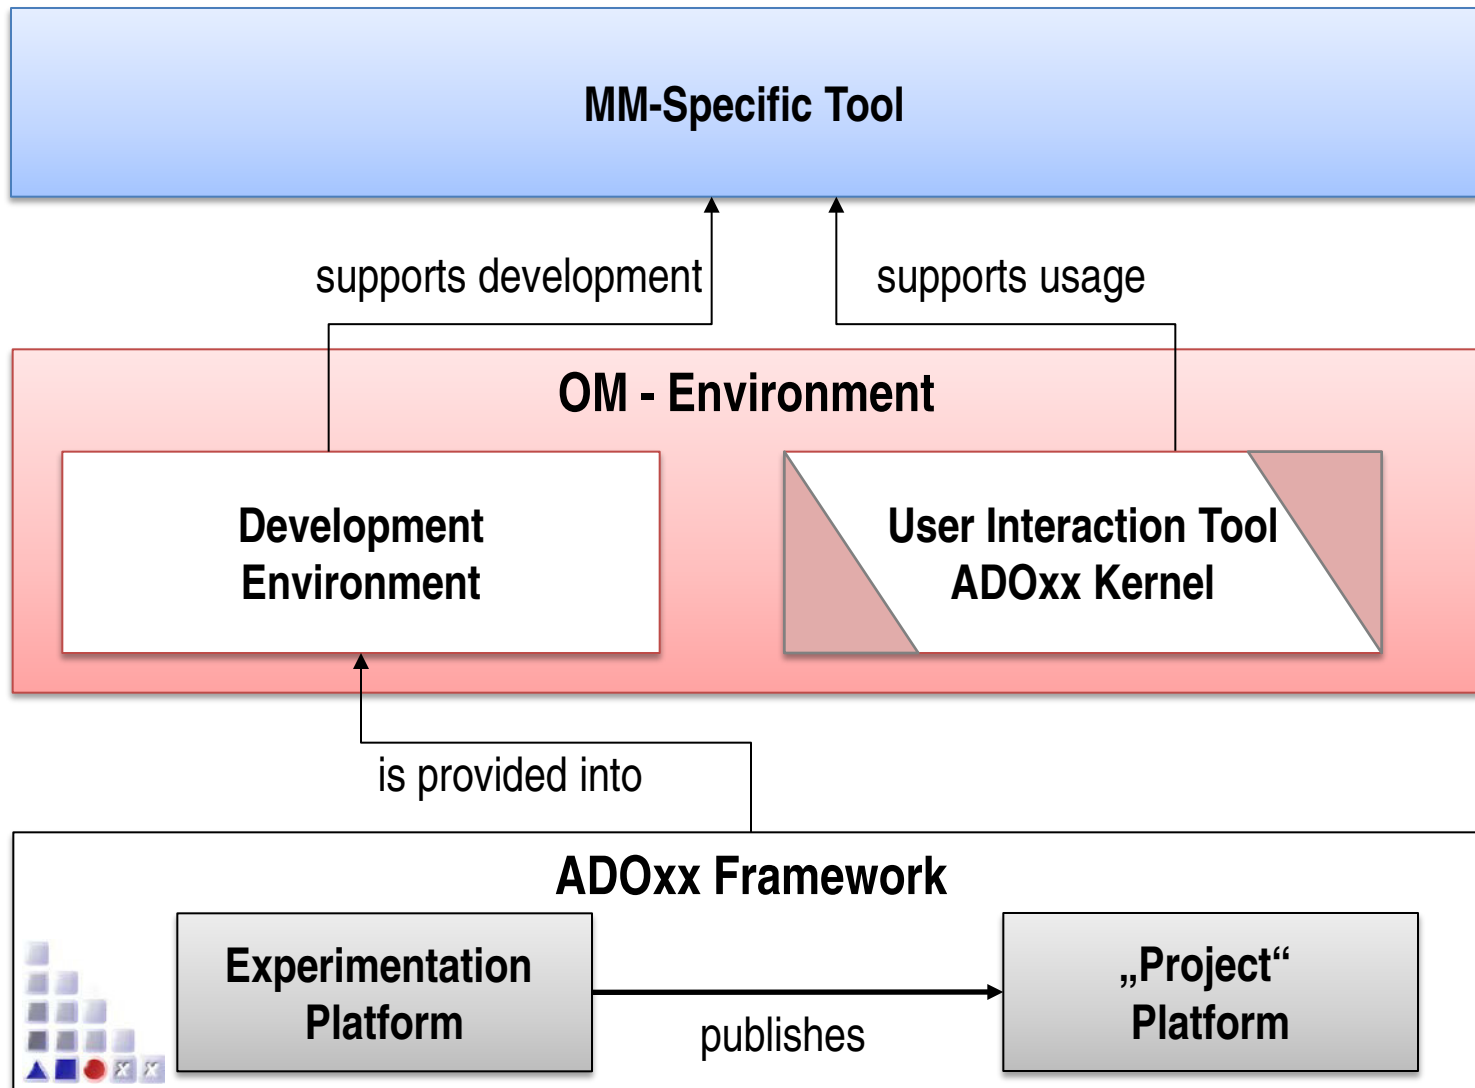 MM-Specific Tool
supports development
supports usage
OM - Environment
Development
Environment
User Interaction Tool
ADOxx Kernel
is provided into
ADOxx Framework
Experimentation
Platform
publishes
„Project“
Platform
X X